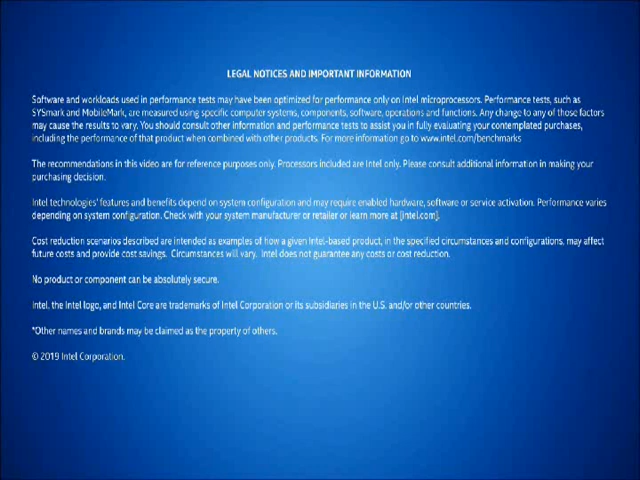 LEGAL NOTICES AND IMPORTANT INFORMATION
Software and workloads used in performance tests may have been optimized for performance only on Intel microprocessors. Performance tests, such as
SYSmark and MobileMark, are measured using specific computer systems, components, software, operations and functions. Any change to any of those factors
may cause the results to vary. You should consult other information and performance tests to assist you in fully evaluating your contemplated purchases,
including the performance of that product when combined with other products. For more information go to www.intel.com/benchmarks
The recommendations in this video are for reference purposes only. Processors included are Intel only. Please consult additional information in making your
purchasing decision.
Intel technologies' features and benefits depend on system configuration and may require enabled hardware, software or service activation. Performance varies
depending on system configuration. Check with your system manufacturer or retailer or learn more at [intel.com].
Cost reduction scenarios described are intended as examples of how a given Intel-based product, in the specified circumstances and configurations, may affect
future costs and provide cost savings. Circumstances will vary. Intel does not guarantee any costs or cost reduction.
No product or component can be absolutely secure.
Intel, the Intel logo, and Intel Core are trademarks of Intel Corporation or its subsidiaries in the U.S. and/or other countries.
*Other names and brands may be claimed as the property of others.
© 2019 Intel Corporation.